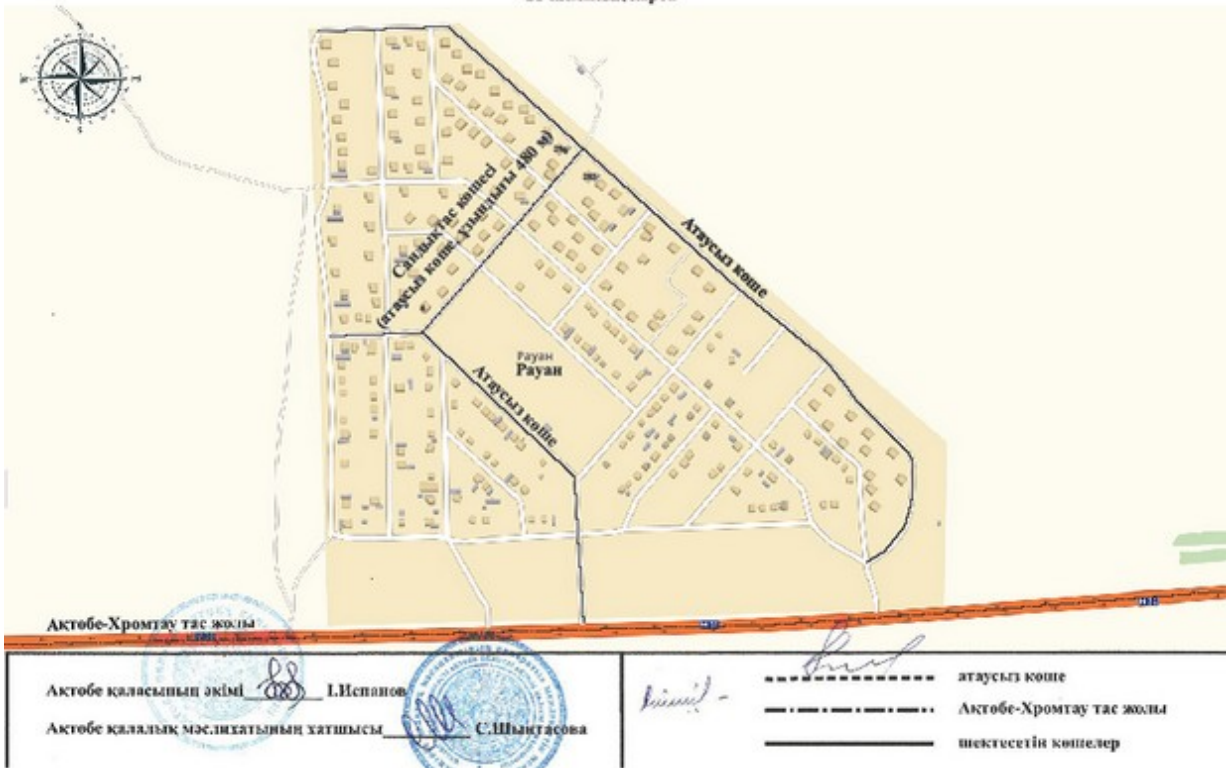 Сандықтас көшесі
(атаусыз көше, ұзындығы 480 м)
Атаусыз көше
Рауан
Рауан
Атаусыз көше
Ақтөбе-Хромтау тас жолы
Ақтөбе қаласының әкімі І.Испанов
Ақтөбе қалалық мәслихатының хатшысы С.Шынтасова
атаусыз көше
Ақтөбе-Хромтау тас жолы
шектесетін көшелер